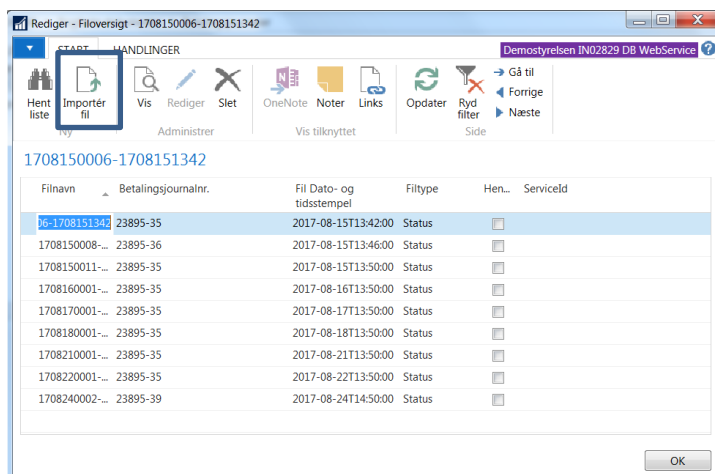 Rediger - Filoversigt - 1708150006-1708151342
START HANDLINGER Demostyrelsen IN02829 DB WebService
Hent liste Importér fil Vis Rediger Slet OneNote Noter Links Opdater Ryd filter Gå til
Forrige
Næste
Ny Administrer Vis tilknyttet Side
1708150006-1708151342
Filnavn Betalingsjournalnr. Fil Dato- og tidsstempel Filtype Hen... ServiceId
06-1708151342 23895-35 2017-08-15T13:42:00 Status
1708150008-... 23895-36 2017-08-15T13:46:00 Status
1708150011-... 23895-35 2017-08-15T13:50:00 Status
1708160001-... 23895-35 2017-08-16T13:50:00 Status
1708170001-... 23895-35 2017-08-17T13:50:00 Status
1708180001-... 23895-35 2017-08-18T13:50:00 Status
1708210001-... 23895-35 2017-08-21T13:50:00 Status
1708220001-... 23895-35 2017-08-22T13:50:00 Status
1708240002-... 23895-39 2017-08-24T14:50:00 Status
OK